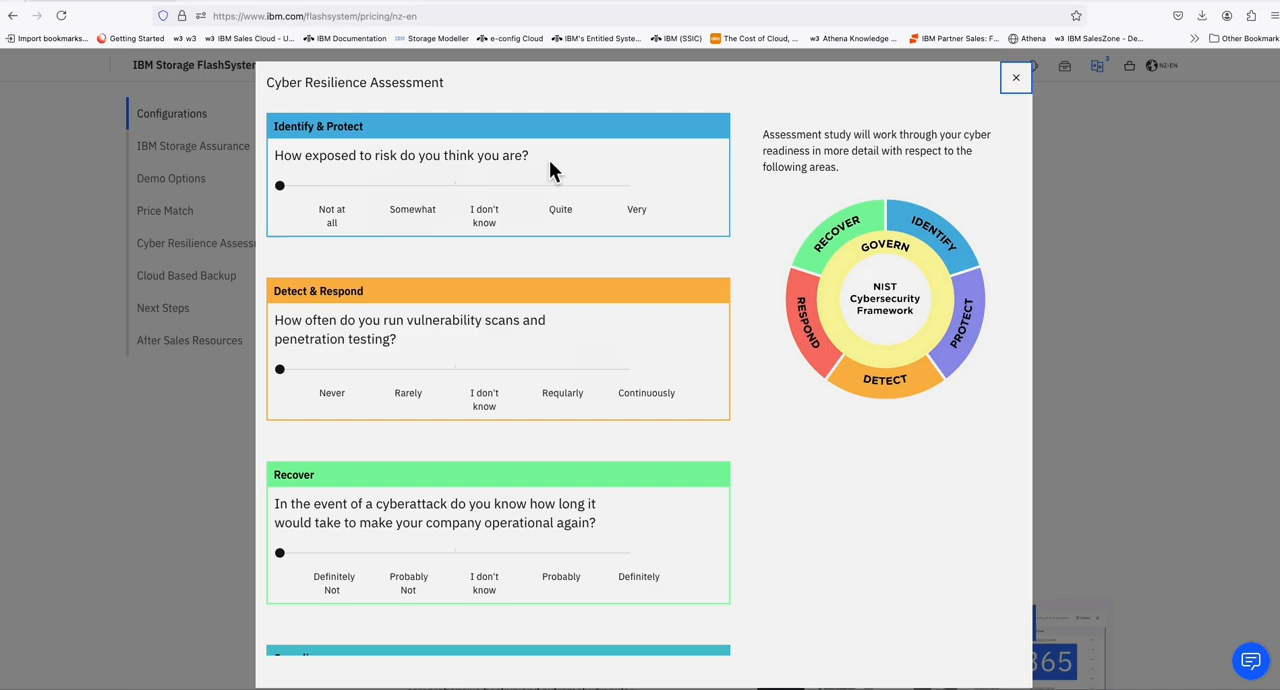 https://www.ibm.com/flashsystem/pricing/nz-en
Import bookmarks...
Getting Started
w3 w3
w3 IBM Sales Cloud - U...
IBM Documentation
IBM Storage Modeller
e-config Cloud
IBM's Entitled Syste...
IBM (SSIC)
The Cost of Cloud, ...
w3 Athena Knowledge ...
IBM Partner Sales: F...
Athena
w3 IBM SalesZone - De...
Other Bookmark
IBM Storage FlashSyster
3
NZ-EN
Configurations
IBM Storage Assurance
Demo Options
Price Match
Cyber Resilience Assessı
Cloud Based Backup
Next Steps
After Sales Resources
Cyber Resilience Assessment
Identify & Protect
How exposed to risk do you think you are?
Not at
all
Somewhat
I don't
know
Quite
Very
Detect & Respond
How often do you run vulnerability scans and
penetration testing?
Never
Rarely
I don't
know
Reqularly
Continuously
Recover
In the event of a cyberattack do you know how long it
would take to make your company operational again?
Definitely
Not
Probably
Not
I don't
know
Probably
Definitely
Assessment study will work through your cyber
readiness in more detail with respect to the
following areas.
RECOVER
IDENTIFY
GOVERN
NIST
Cybersecurity
Framework
RESPOND
PROTECT
DETECT
365